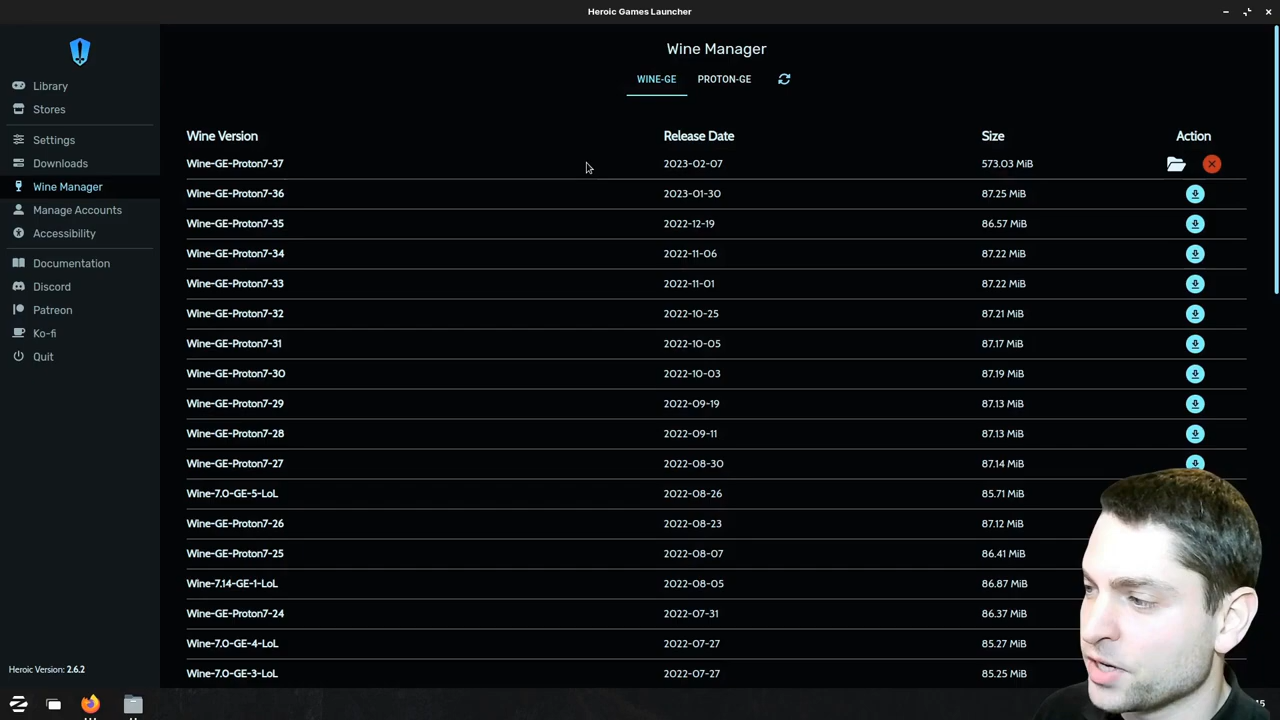 Heroic Games Launcher
Library
Stores
Settings
Downloads
Wine Manager
Manage Accounts
Accessibility
Documentation
Discord
Patreon
Ko-fi
Quit
Heroic Version: 2.6.2
Wine Manager
WINE-GE PROTON-GE
Wine Version Release Date Size Action
Wine-GE-Proton7-37 2023-02-07 573.03 MiB
Wine-GE-Proton7-36 2023-01-30 87.25 MiB
Wine-GE-Proton7-35 2022-12-19 86.57 MiB
Wine-GE-Proton7-34 2022-11-06 87.22 MiB
Wine-GE-Proton7-33 2022-11-01 87.22 MiB
Wine-GE-Proton7-32 2022-10-25 87.21 MiB
Wine-GE-Proton7-31 2022-10-05 87.17 MiB
Wine-GE-Proton7-30 2022-10-03 87.19 MiB
Wine-GE-Proton7-29 2022-09-19 87.13 MiB
Wine-GE-Proton7-28 2022-09-11 87.13 MiB
Wine-GE-Proton7-27 2022-08-30 87.14 MiB
Wine-7.0-GE-5-LoL 2022-08-26 85.71 MiB
Wine-GE-Proton7-26 2022-08-23 87.12 MiB
Wine-GE-Proton7-25 2022-08-07 86.41 MiB
Wine-7.14-GE-1-LoL 2022-08-05 86.87 MiB
Wine-GE-Proton7-24 2022-07-31 86.37 MiB
Wine-7.0-GE-4-LoL 2022-07-27 85.27 MiB
Wine-7.0-GE-3-LoL 2022-07-27 85.25 MiB